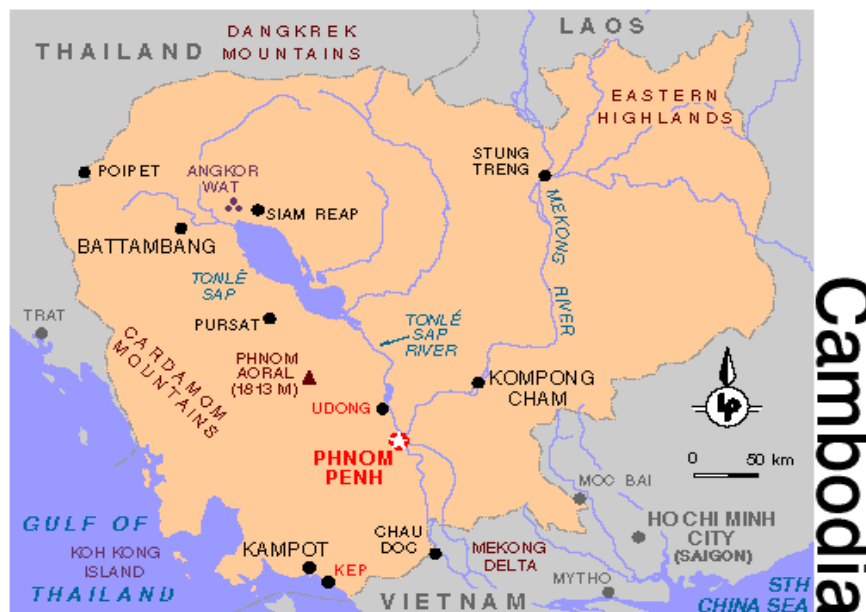 THAILAND
DANGKREK
MOUNTAINS
LAOS
EASTERN
HIGHLANDS
STUNG
TRENG
POIPET
ANGKOR
WAT
SIAM REAP
BATTAMBANG
MEKONG RIVER
TONLÉ
SAP
TRAT
PURSAT
TONLÉ
SAP
RIVER
CARDAMOM
MOUNTAINS
PHNOM
AORAL
(1813 M)
KOMPONG
CHAM
UDONG
LP
PHNOM
PENH
0 50 km
MOC BAI
GULF OF
THAILAND
KOH KONG
ISLAND
KAMPOT
KEP
CHAU
DOC
MEKONG
DELTA
HO CHI MINH
CITY
(SAIGON)
MYTHO
VIETNAM
STH
CHINA SEA
Cambodia